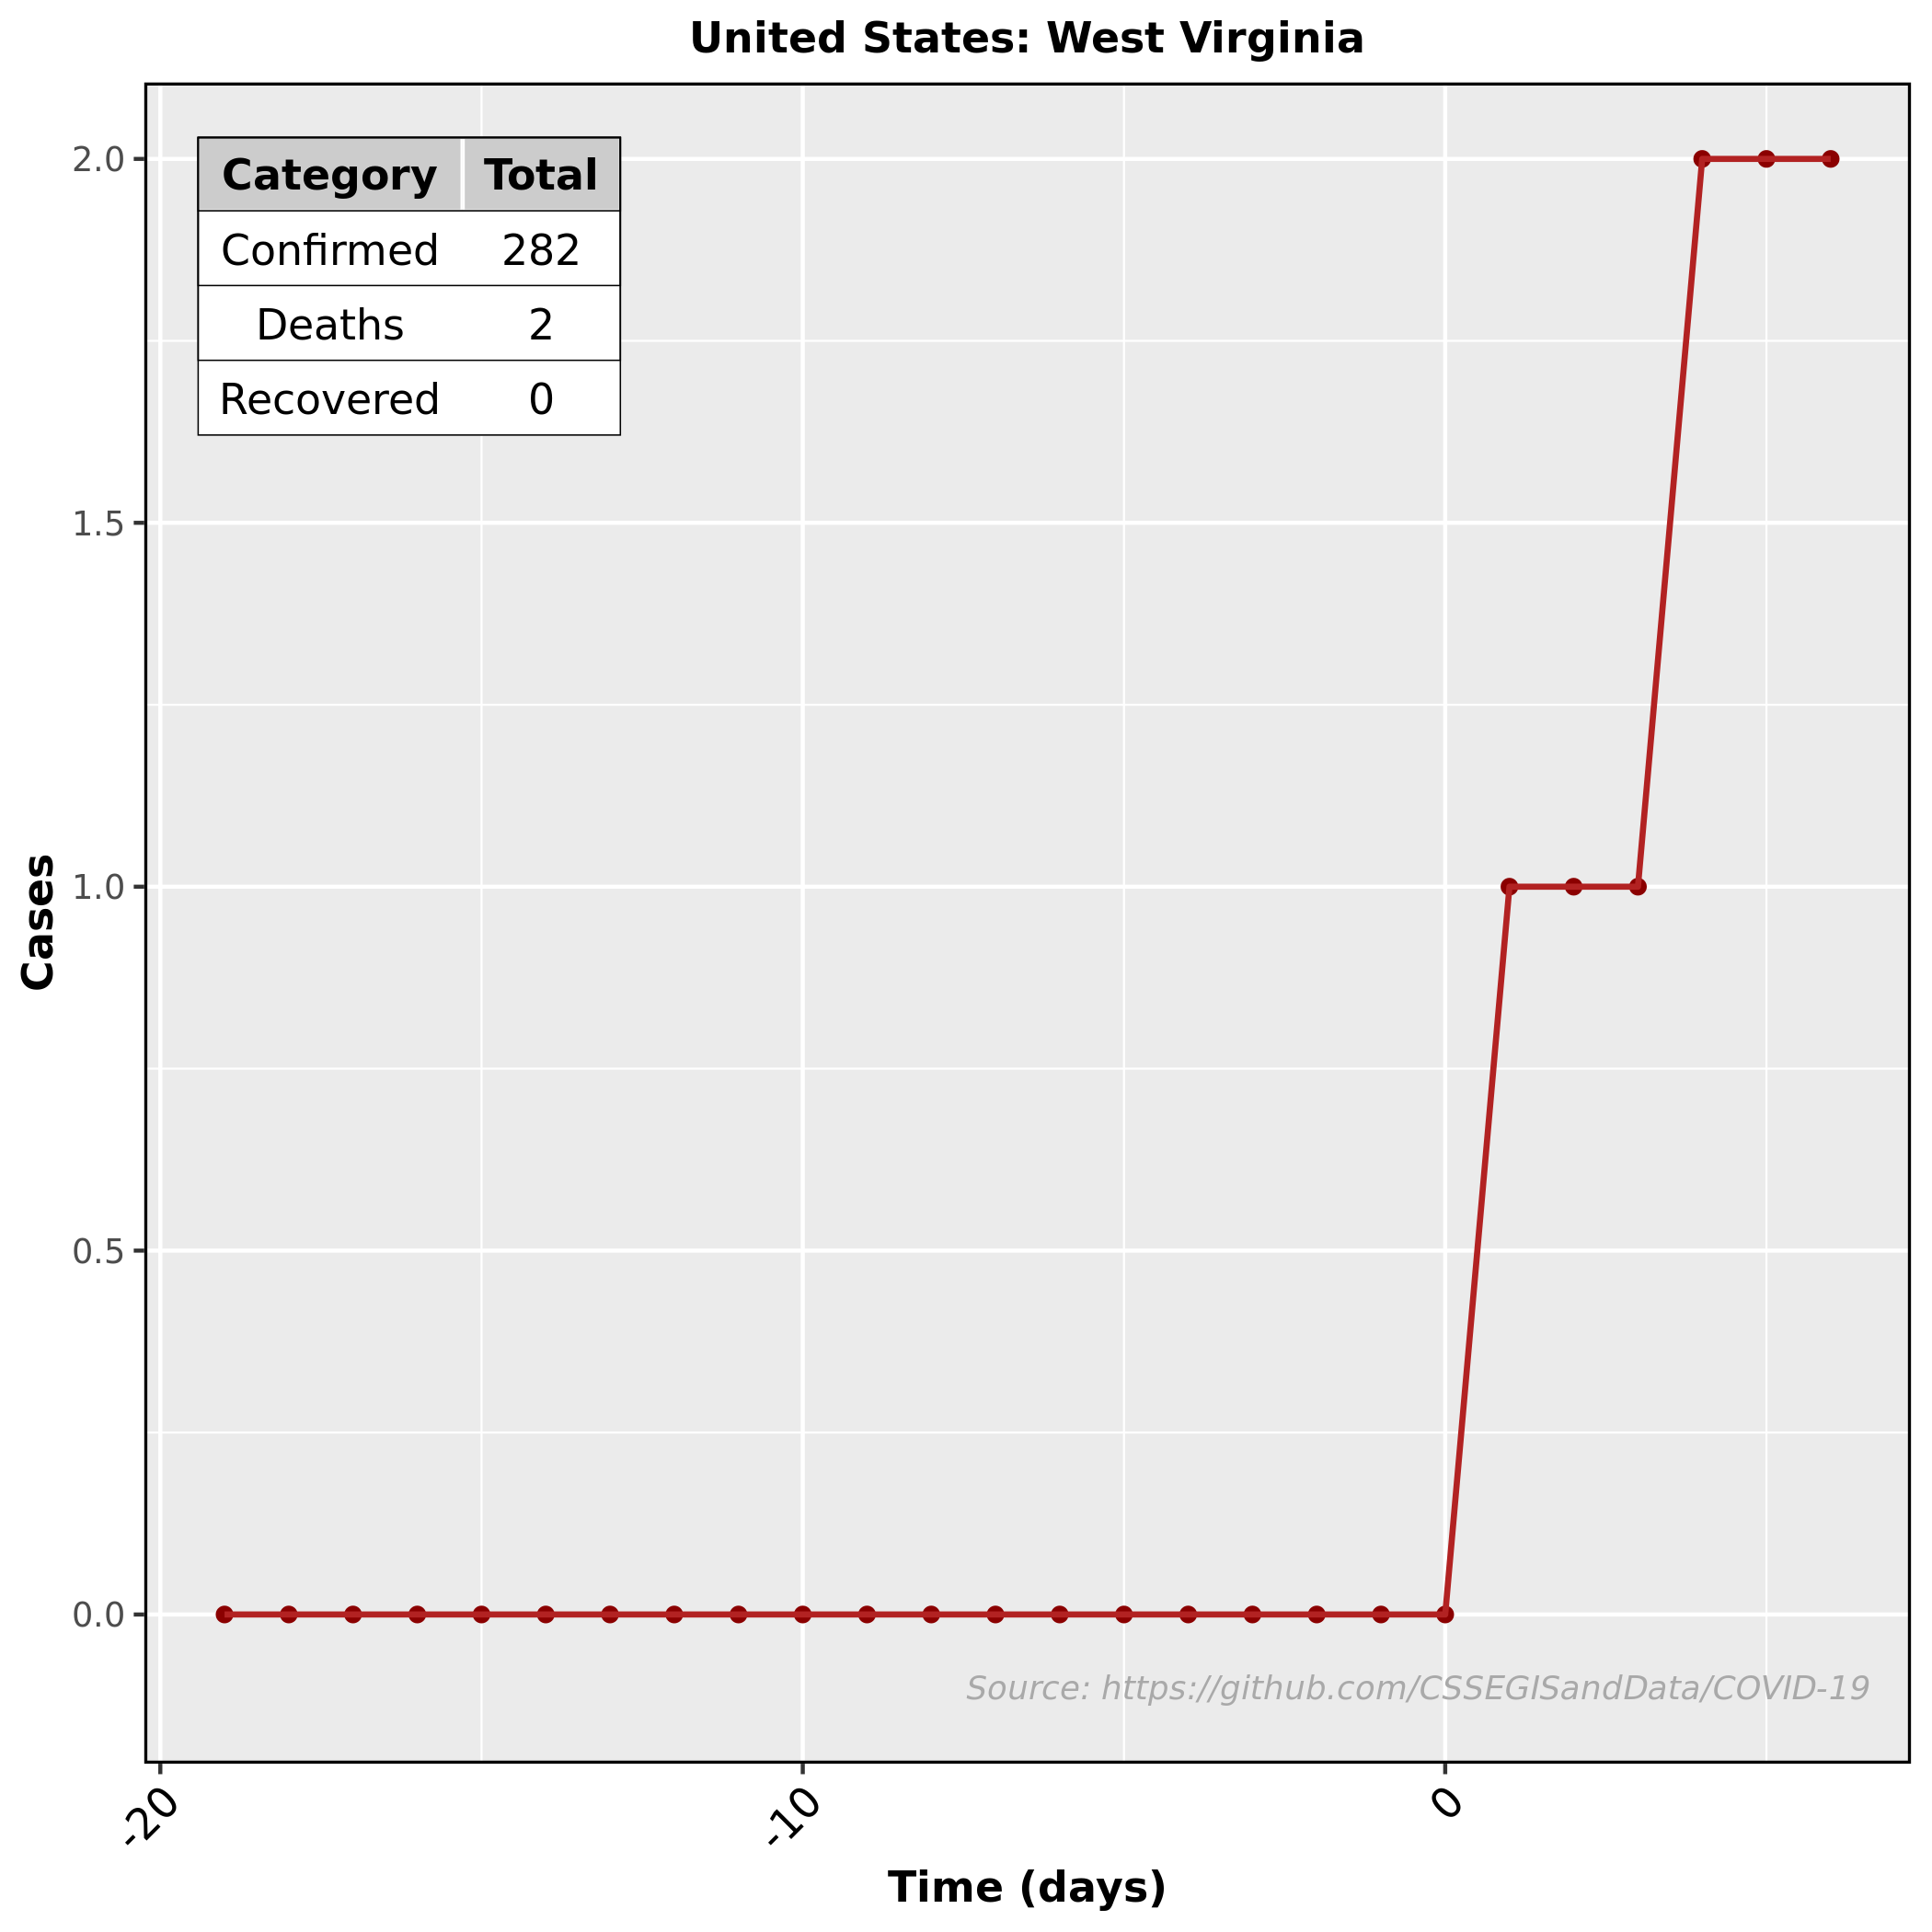 United States: West Virginia
Category Total
Confirmed 282
Deaths 2
Recovered 0
2.0
1.5
1.0
0.5
0.0
Cases
Source: https://github.com/CSSEGISandData/COVID-19
-20 -10 0
Time (days)